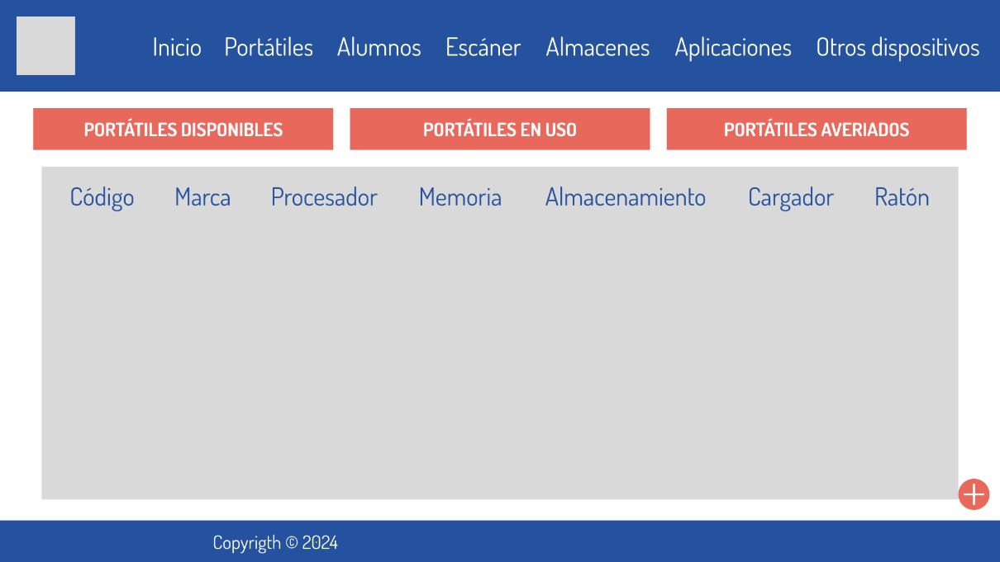 Inicio Portátiles Alumnos Escáner Almacenes Aplicaciones Otros dispositivos
PORTÁTILES DISPONIBLES PORTÁTILES EN USO PORTÁTILES AVERIADOS
Código Marca Procesador Memoria Almacenamiento Cargador Ratón
Copyrigth © 2024